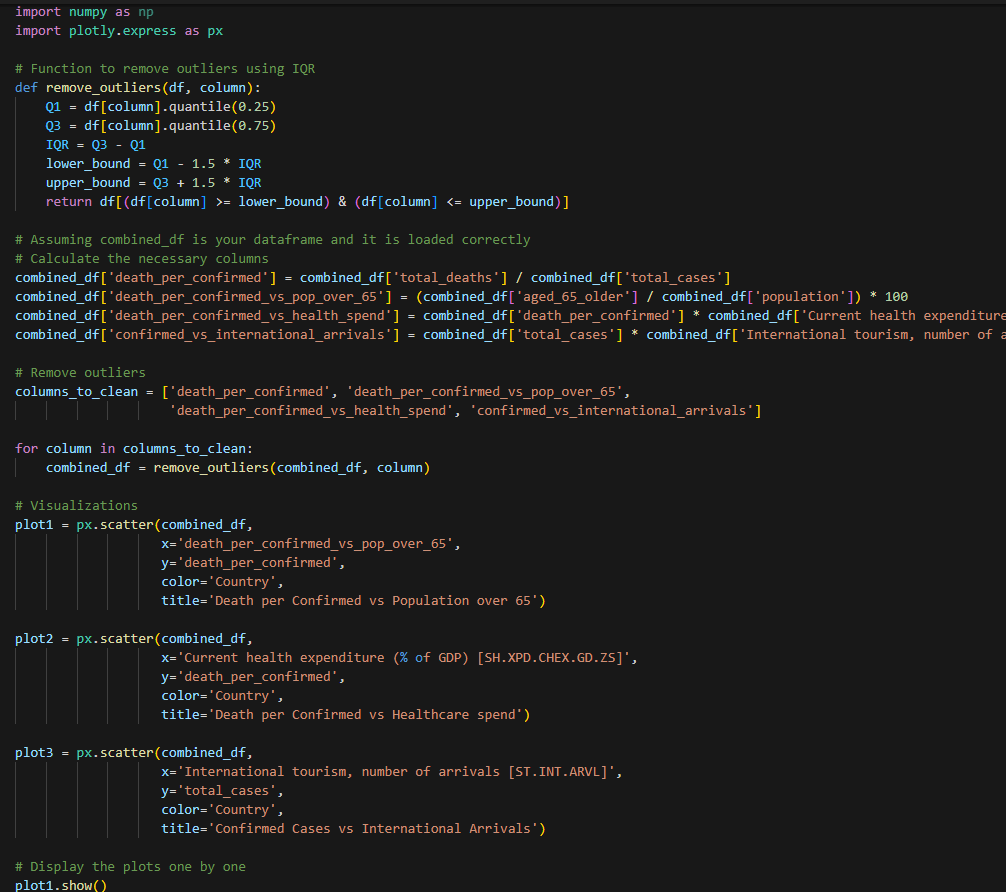 import numpy as np
import plotly.express as px
# Function to remove outliers using IQR
def remove_outliers(df, column):
    Q1 = df[column].quantile(0.25)
    Q3 = df[column].quantile(0.75)
    IQR = Q3 - Q1
    lower_bound = Q1 - 1.5 * IQR
    upper_bound = Q3 + 1.5 * IQR
    return df[(df[column] >= lower_bound) & (df[column] <= upper_bound)]
# Assuming combined_df is your dataframe and it is loaded correctly
# Calculate the necessary columns
combined_df['death_per_confirmed'] = combined_df['total_deaths'] / combined_df['total_cases']
combined_df['death_per_confirmed_vs_pop_over_65'] = (combined_df['aged_65_older'] / combined_df['population']) * 100
combined_df['death_per_confirmed_vs_health_spend'] = combined_df['death_per_confirmed'] * combined_df['Current health expenditure
combined_df['confirmed_vs_international_arrivals'] = combined_df['total_cases'] * combined_df['International tourism, number of a
# Remove outliers
columns_to_clean = ['death_per_confirmed', 'death_per_confirmed_vs_pop_over_65',
                    'death_per_confirmed_vs_health_spend', 'confirmed_vs_international_arrivals']
for column in columns_to_clean:
    combined_df = remove_outliers(combined_df, column)
# Visualizations
plot1 = px.scatter(combined_df,
                   x='death_per_confirmed_vs_pop_over_65',
                   y='death_per_confirmed',
                   color='Country',
                   title='Death per Confirmed vs Population over 65')
plot2 = px.scatter(combined_df,
                   x='Current health expenditure (% of GDP) [SH.XPD.CHEX.GD.ZS]',
                   y='death_per_confirmed',
                   color='Country',
                   title='Death per Confirmed vs Healthcare spend')
plot3 = px.scatter(combined_df,
                   x='International tourism, number of arrivals [ST.INT.ARVL]',
                   y='total_cases',
                   color='Country',
                   title='Confirmed Cases vs International Arrivals')
# Display the plots one by one
plot1.show()